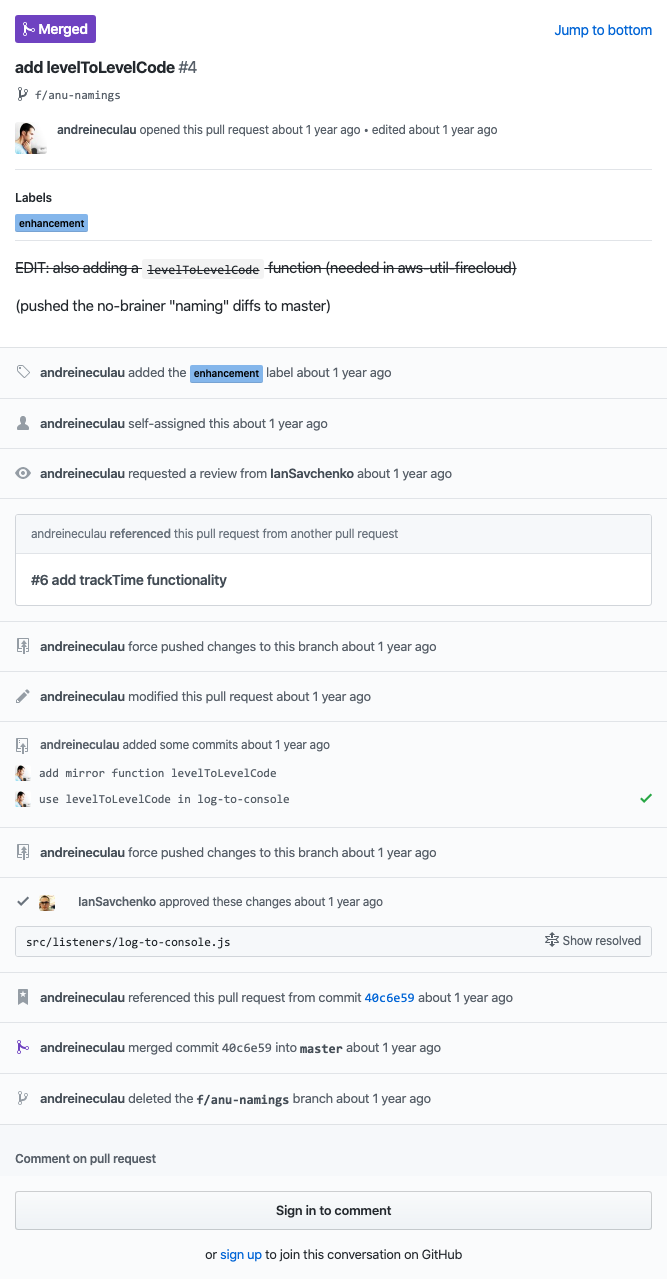 Merged
Jump to bottom
add levelToLevelCode #4
f/anu-namings
andreineculau opened this pull request about 1 year ago • edited about 1 year ago
Labels
enhancement
EDIT: also adding a levelToLevelCode function (needed in aws-util-firecloud)
(pushed the no-brainer "naming" diffs to master)
andreineculau added the enhancement label about 1 year ago
andreineculau self-assigned this about 1 year ago
andreineculau requested a review from IanSavchenko about 1 year ago
andreineculau referenced this pull request from another pull request
#6 add trackTime functionality
andreineculau force pushed changes to this branch about 1 year ago
andreineculau modified this pull request about 1 year ago
andreineculau added some commits about 1 year ago
add mirror function levelToLevelCode
use levelToLevelCode in log-to-console
andreineculau force pushed changes to this branch about 1 year ago
IanSavchenko approved these changes about 1 year ago
src/listeners/log-to-console.js Show resolved
andreineculau referenced this pull request from commit 40c6e59 about 1 year ago
andreineculau merged commit 40c6e59 into master about 1 year ago
andreineculau deleted the f/anu-namings branch about 1 year ago
Comment on pull request
Sign in to comment
or sign up to join this conversation on GitHub